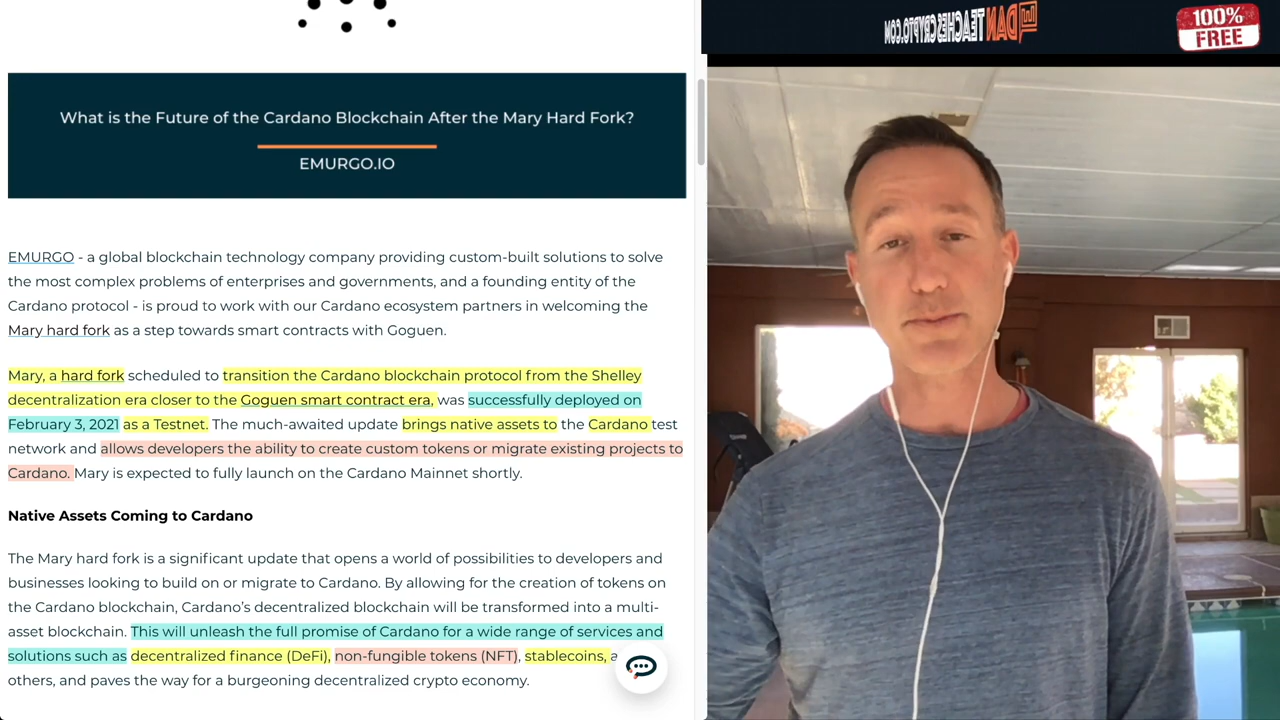 What is the Future of the Cardano Blockchain After the Mary Hard Fork?
EMURGO.IO
EMURGO - a global blockchain technology company providing custom-built solutions to solve
the most complex problems of enterprises and governments, and a founding entity of the
Cardano protocol - is proud to work with our Cardano ecosystem partners in welcoming the
Mary hard fork as a step towards smart contracts with Goguen.
Mary, a hard fork scheduled to transition the Cardano blockchain protocol from the Shelley
decentralization era closer to the Goguen smart contract era, was successfully deployed on
February 3, 2021 as a Testnet. The much-awaited update brings native assets to the Cardano test
network and allows developers the ability to create custom tokens or migrate existing projects to
Cardano. Mary is expected to fully launch on the Cardano Mainnet shortly.
Native Assets Coming to Cardano
The Mary hard fork is a significant update that opens a world of possibilities to developers and
businesses looking to build on or migrate to Cardano. By allowing for the creation of tokens on
the Cardano blockchain, Cardano's decentralized blockchain will be transformed into a multi-
asset blockchain. This will unleash the full promise of Cardano for a wide range of services and
solutions such as decentralized finance (DeFi), non-fungible tokens (NFT), stablecoins, a
others, and paves the way for a burgeoning decentralized crypto economy.
DANTEACHESCRYPTO.COM
100%
FREE